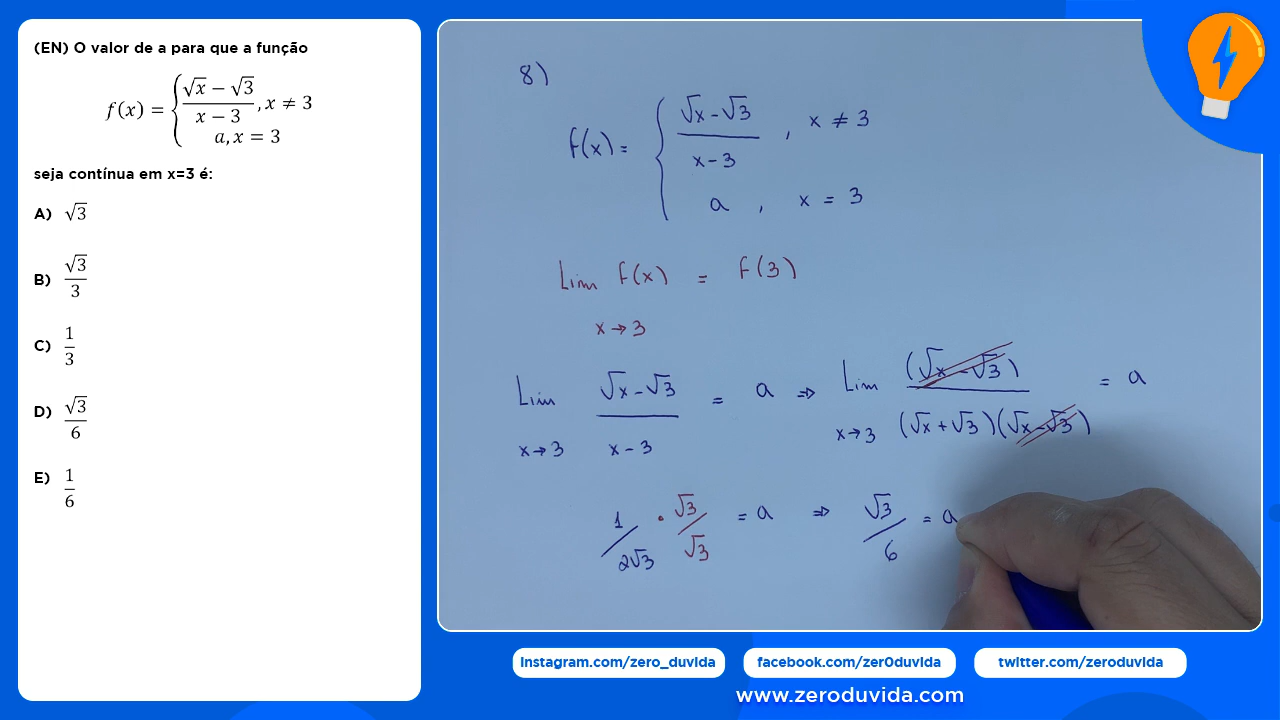 (EN) O valor de a para que a função
f(x) = { (√x − √3)/(x − 3), x ≠ 3
a, x = 3
seja contínua em x=3 é:
A) √3
B) √3/3
C) 1/3
D) √3/6
E) 1/6
8)
f(x) = { (√x - √3)/(x - 3) , x ≠ 3
a , x = 3
Lim f(x) = f(3)
x → 3
Lim (√x - √3)/(x - 3) = a ⇒ Lim (√x - √3)/((√x + √3)(√x - √3)) = a
x → 3 x → 3
1/2√3 · √3/√3 = a ⇒ √3/6 = a
instagram.com/zero_duvida facebook.com/zer0duvida twitter.com/zeroduvida
www.zeroduvida.com